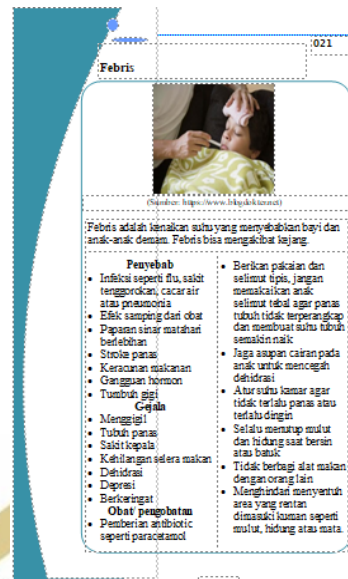 021
Febris
(Sumber: https://www.blogdokter.net)
Febris adalah kenaikan suhu yang menyebabkan bayi dan
anak-anak demam. Febris bisa mengakibat kejang.
Penyebab
• Infeksi seperti flu, sakit
tenggorokan, cacar air
atau pneumonia
• Efek samping dari obat
• Paparan sinar matahari
berlebihan
• Stroke panas
• Keracunan makanan
• Gangguan hormon
• Tumbuh gigi
Gejala
• Menggigil
• Tubuh panas
• Sakit kepala
• Kehilangan selera makan
• Dehidrasi
• Depresi
• Berkeringat
Obat/ pengobatan
• Pemberian antibiotic
seperti paracetamol
• Berikan pakaian dan
selimut tipis, jangan
memakaikan anak
selimut tebal agar panas
tubuh tidak terperangkap
dan membuat suhu tubuh
semakin naik
• Jaga asupan cairan pada
anak untuk mencegah
dehidrasi
• Atur suhu kamar agar
tidak terlalu panas atau
terlalu dingin
• Selalu menutup mulut
dan hidung saat bersin
atau batuk
• Tidak berbagi alat makan
dengan orang lain
• Menghindari menyentuh
area yang rentan
dimasuki kuman seperti
mulut, hidung atau mata.